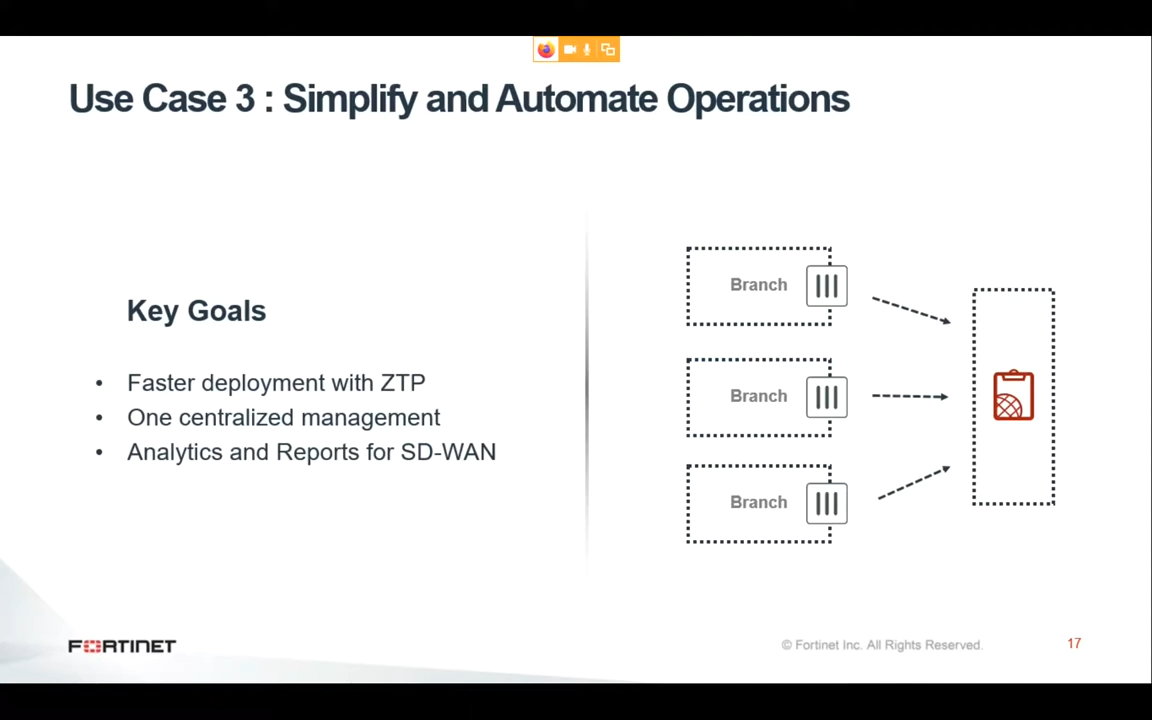 Use Case 3 : Simplify and Automate Operations
Key Goals
• Faster deployment with ZTP
• One centralized management
• Analytics and Reports for SD-WAN
Branch
Branch
Branch
FORTINET
© Fortinet Inc. All Rights Reserved.
17